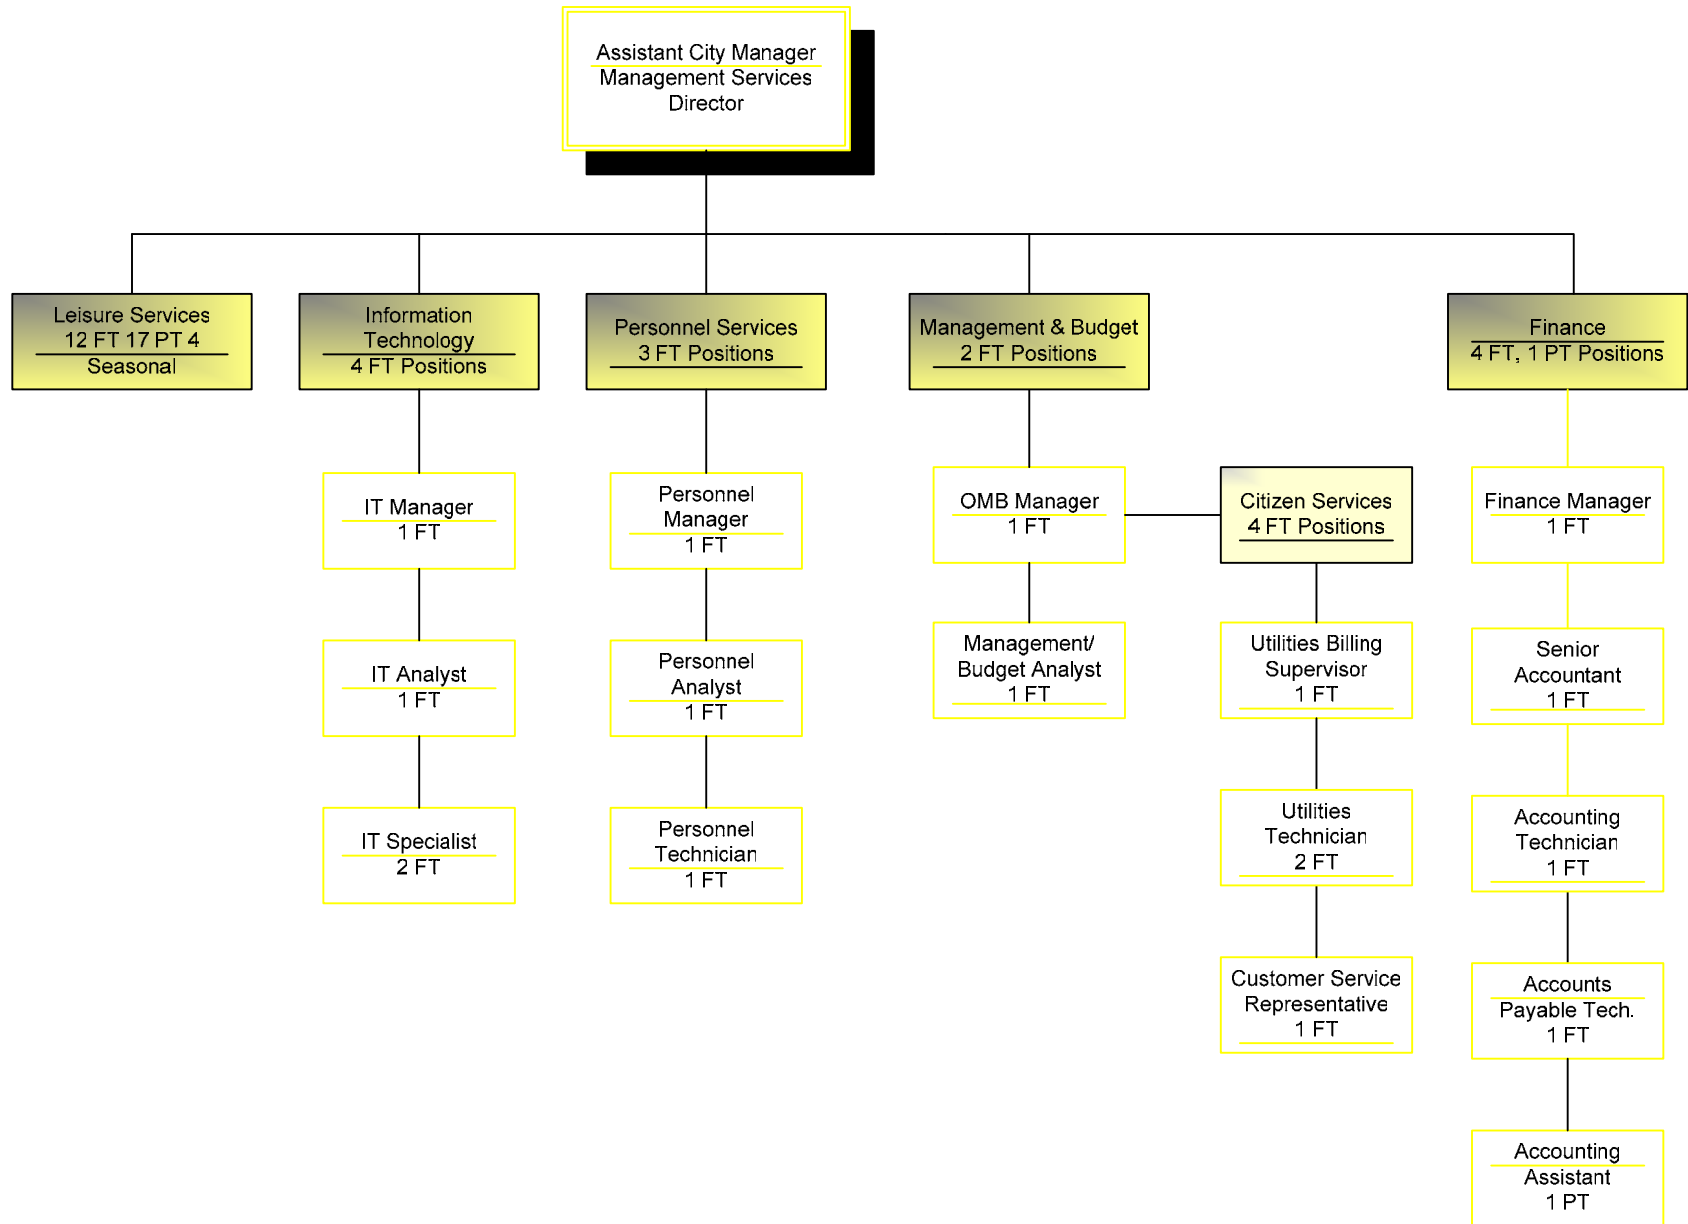 Assistant City Manager
Management Services
Director
Leisure Services
12 FT 17 PT 4
Seasonal
Information
Technology
4 FT Positions
Personnel Services
3 FT Positions
Management & Budget
2 FT Positions
Finance
4 FT, 1 PT Positions
IT Manager
1 FT
IT Analyst
1 FT
IT Specialist
2 FT
Personnel
Manager
1 FT
Personnel
Analyst
1 FT
Personnel
Technician
1 FT
OMB Manager
1 FT
Management/
Budget Analyst
1 FT
Citizen Services
4 FT Positions
Utilities Billing
Supervisor
1 FT
Utilities
Technician
2 FT
Customer Service
Representative
1 FT
Finance Manager
1 FT
Senior
Accountant
1 FT
Accounting
Technician
1 FT
Accounts
Payable Tech.
1 FT
Accounting
Assistant
1 PT